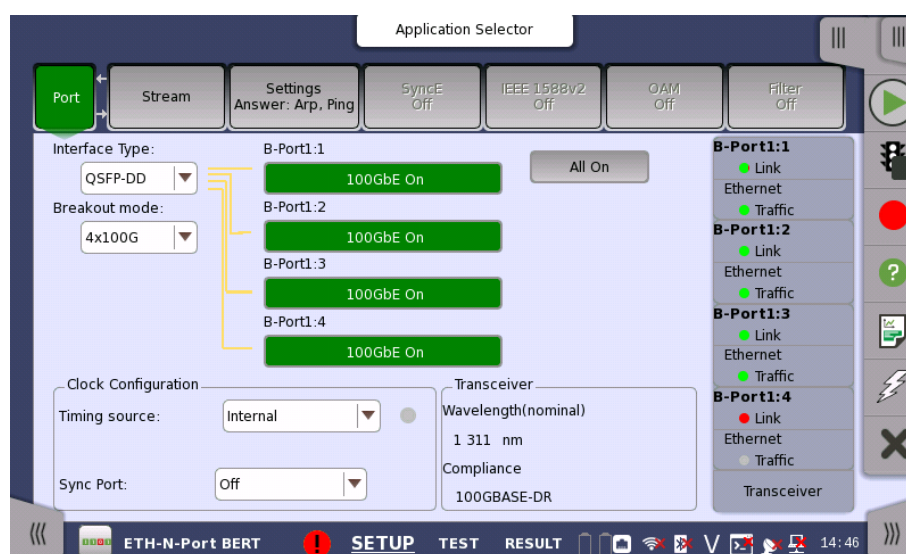 Application Selector
Port
Stream
Settings
Answer: Arp, Ping
SyncE
Off
IEEE 1588v2
Off
OAM
Off
Filter
Off
Interface Type:
QSFP-DD
Breakout mode:
4x100G
B-Port1:1
100GbE On
B-Port1:2
100GbE On
B-Port1:3
100GbE On
B-Port1:4
100GbE On
All On
Clock Configuration
Timing source:
Internal
Sync Port:
Off
Transceiver
Wavelength(nominal)
1 311 nm
Compliance
100GBASE-DR
B-Port1:1
Link
Ethernet
Traffic
B-Port1:2
Link
Ethernet
Traffic
B-Port1:3
Link
Ethernet
Traffic
B-Port1:4
Link
Ethernet
Traffic
Transceiver
ETH-N-Port BERT
SETUP
TEST
RESULT
14:46